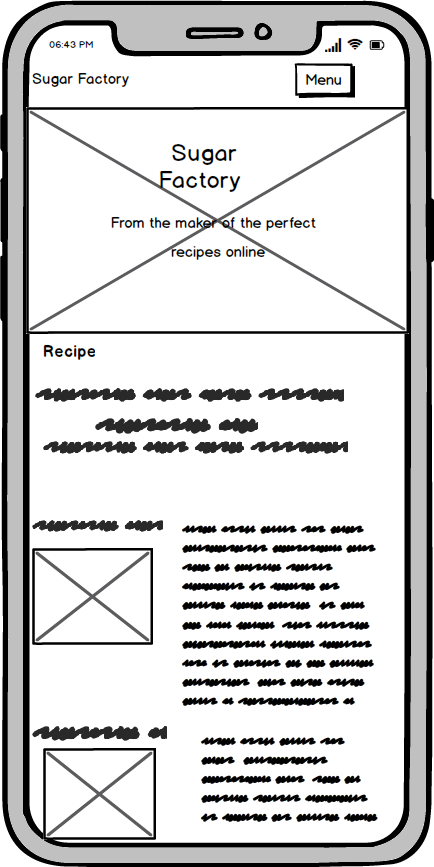 06:43 PM
Sugar Factory
Menu
Sugar
Factory
From the maker of the perfect
recipes online
Recipe